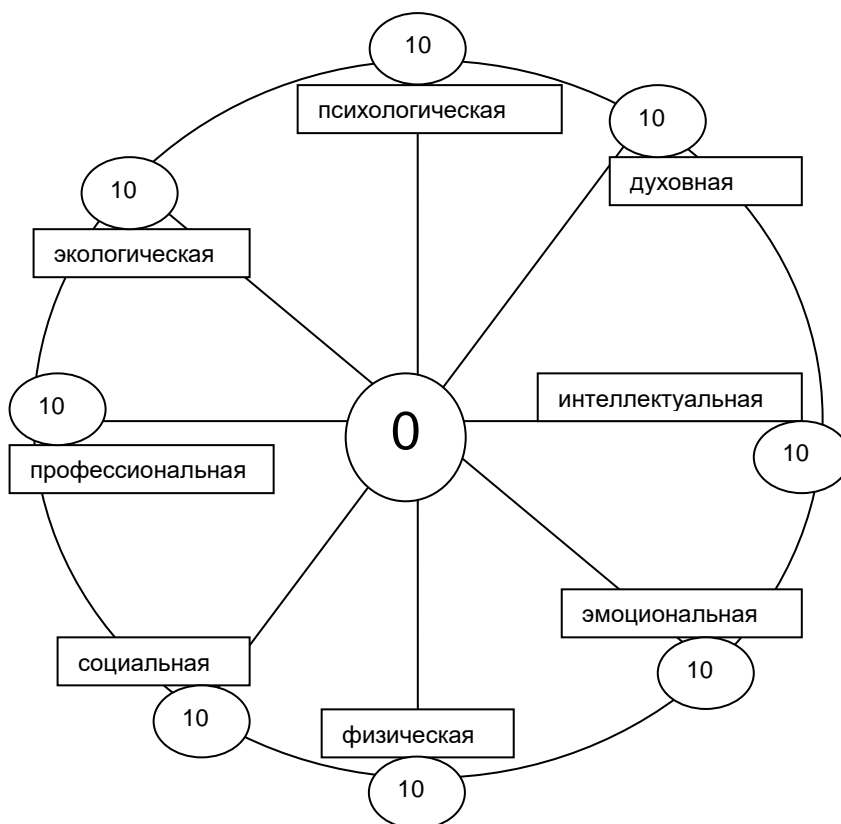 10
психологическая
10
духовная
10
экологическая
интеллектуальная
10
0
10
профессиональная
эмоциональная
10
социальная
10
физическая
10